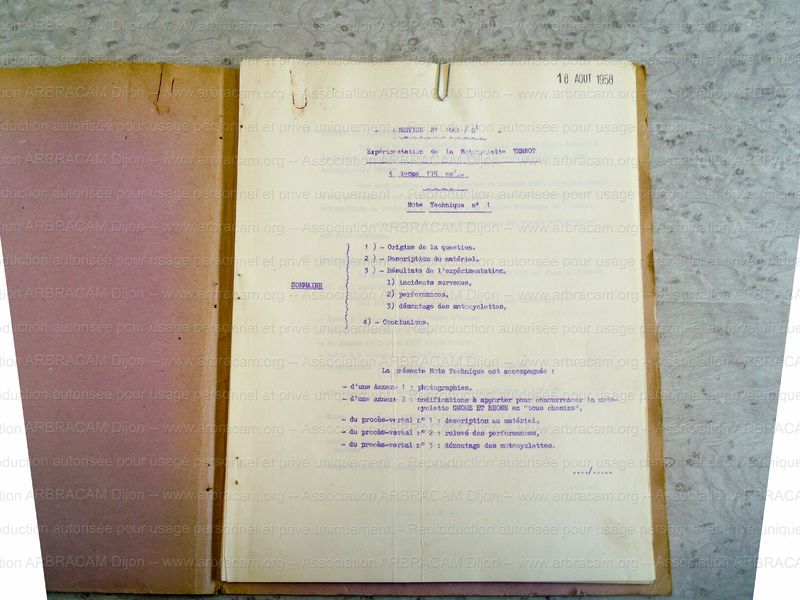 18 AOUT 1958
QUESTION N°
Expérimentation de la Motocyclette TERROT
4 Temps 175 cm³.-
Note Technique n° 1
SOMMAIRE
1 ) - Origine de la question.
2 ) - Description du matériel.
3 ) - Résultats de l'expérimentation.
1) incidents survenus,
2) performances,
3) démontage des motocyclettes,
4) - Conclusions.
La présente Note Technique est accompagnée :
- d'une Annexe 1 : photographies,
- d'une annexe 2 : modifications à apporter pour concurrencer la moto-
cyclette GNOME ET RHONE en "tous chemins",
- du procès-verbal n° 1 : description du matériel,
- du procès-verbal n° 2 : relevé des performances,
- du procès-verbal n° 3 : démontage des motocyclettes.
..../.....
Association ARBRACAM Dijon -- www.arbracam.org
Reproduction autorisée pour usage personnel et privé uniquement